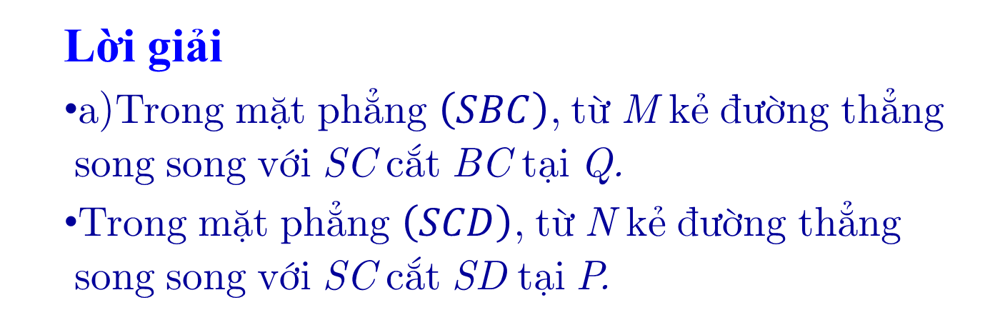 Lời giải
•a)Trong mặt phẳng (SBC), từ M kẻ đường thẳng
song song với SC cắt BC tại Q.
•Trong mặt phẳng (SCD), từ N kẻ đường thẳng
song song với SC cắt SD tại P.